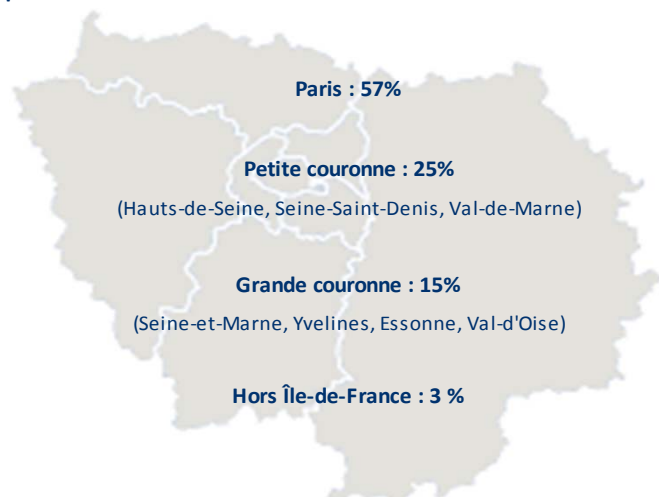 Paris : 57%
Petite couronne : 25%
(Hauts-de-Seine, Seine-Saint-Denis, Val-de-Marne)
Grande couronne : 15%
(Seine-et-Marne, Yvelines, Essonne, Val-d'Oise)
Hors Île-de-France : 3 %